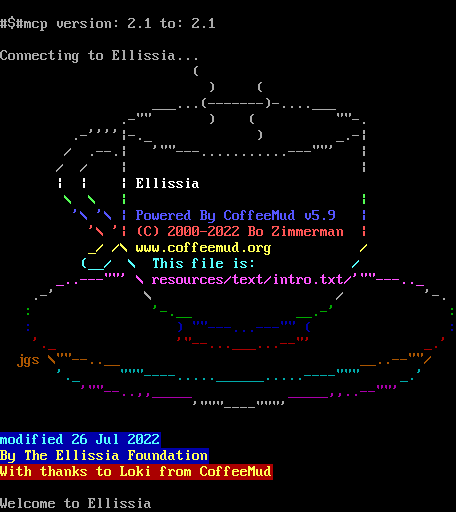 #$#mcp version: 2.1 to: 2.1
Connecting to Ellissia...
Ellissia
Powered By CoffeeMud v5.9
(C) 2000-2022 Bo Zimmerman
www.coffeemud.org
This file is:
resources/text/intro.txt/
jgs
modified 26 Jul 2022
By The Ellissia Foundation
With thanks to Loki from CoffeeMud
Welcome to Ellissia